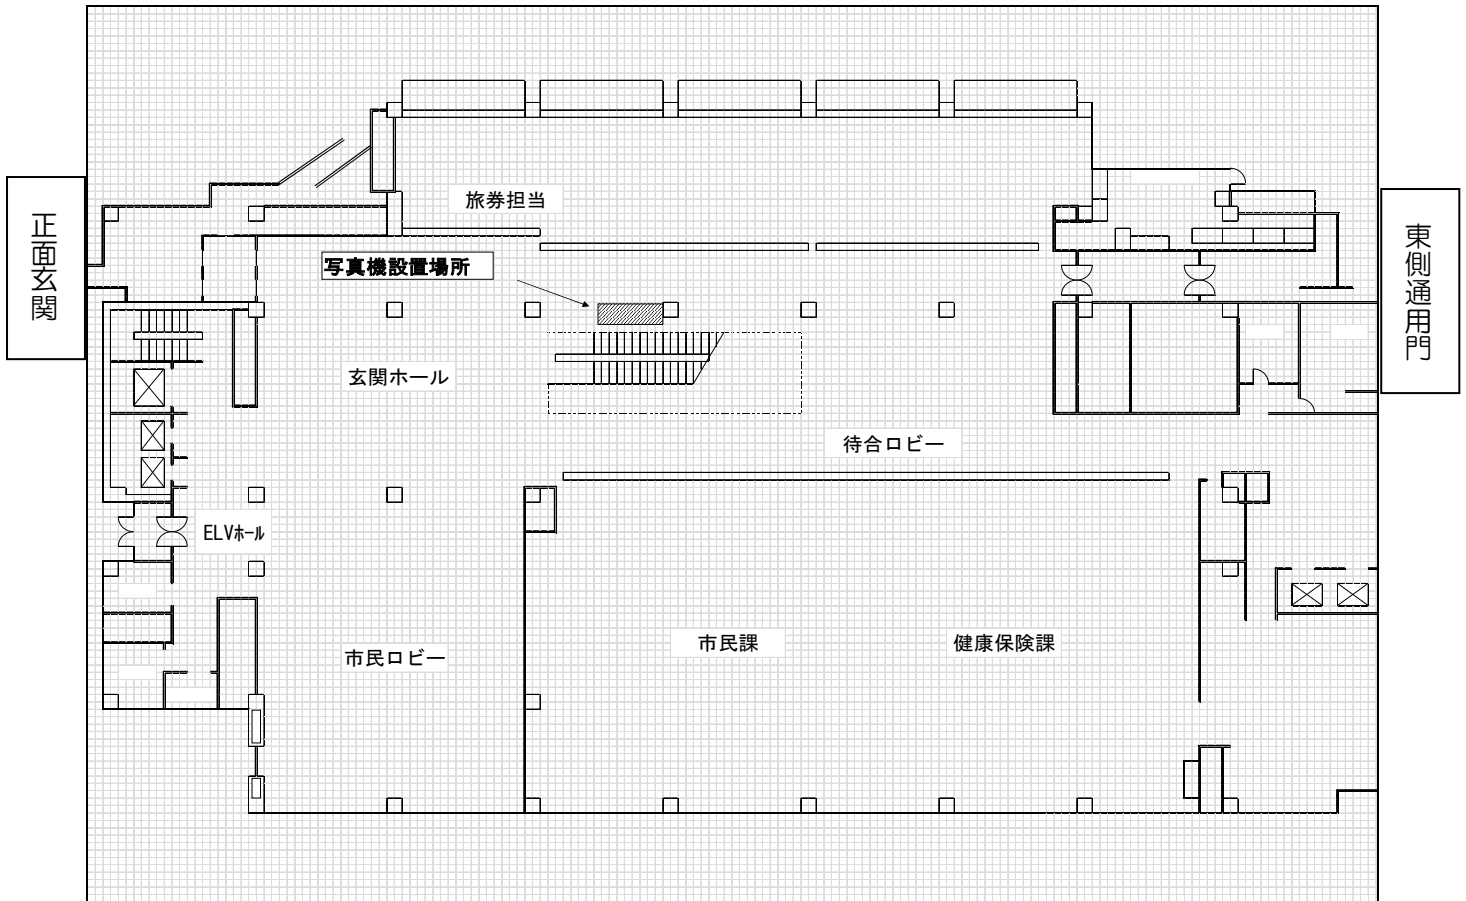 旅券担当
正面玄関
東側通用門
写真機設置場所
玄関ホール
待合ロビー
ELVﾎｰﾙ
市民ロビー
市民課
健康保険課